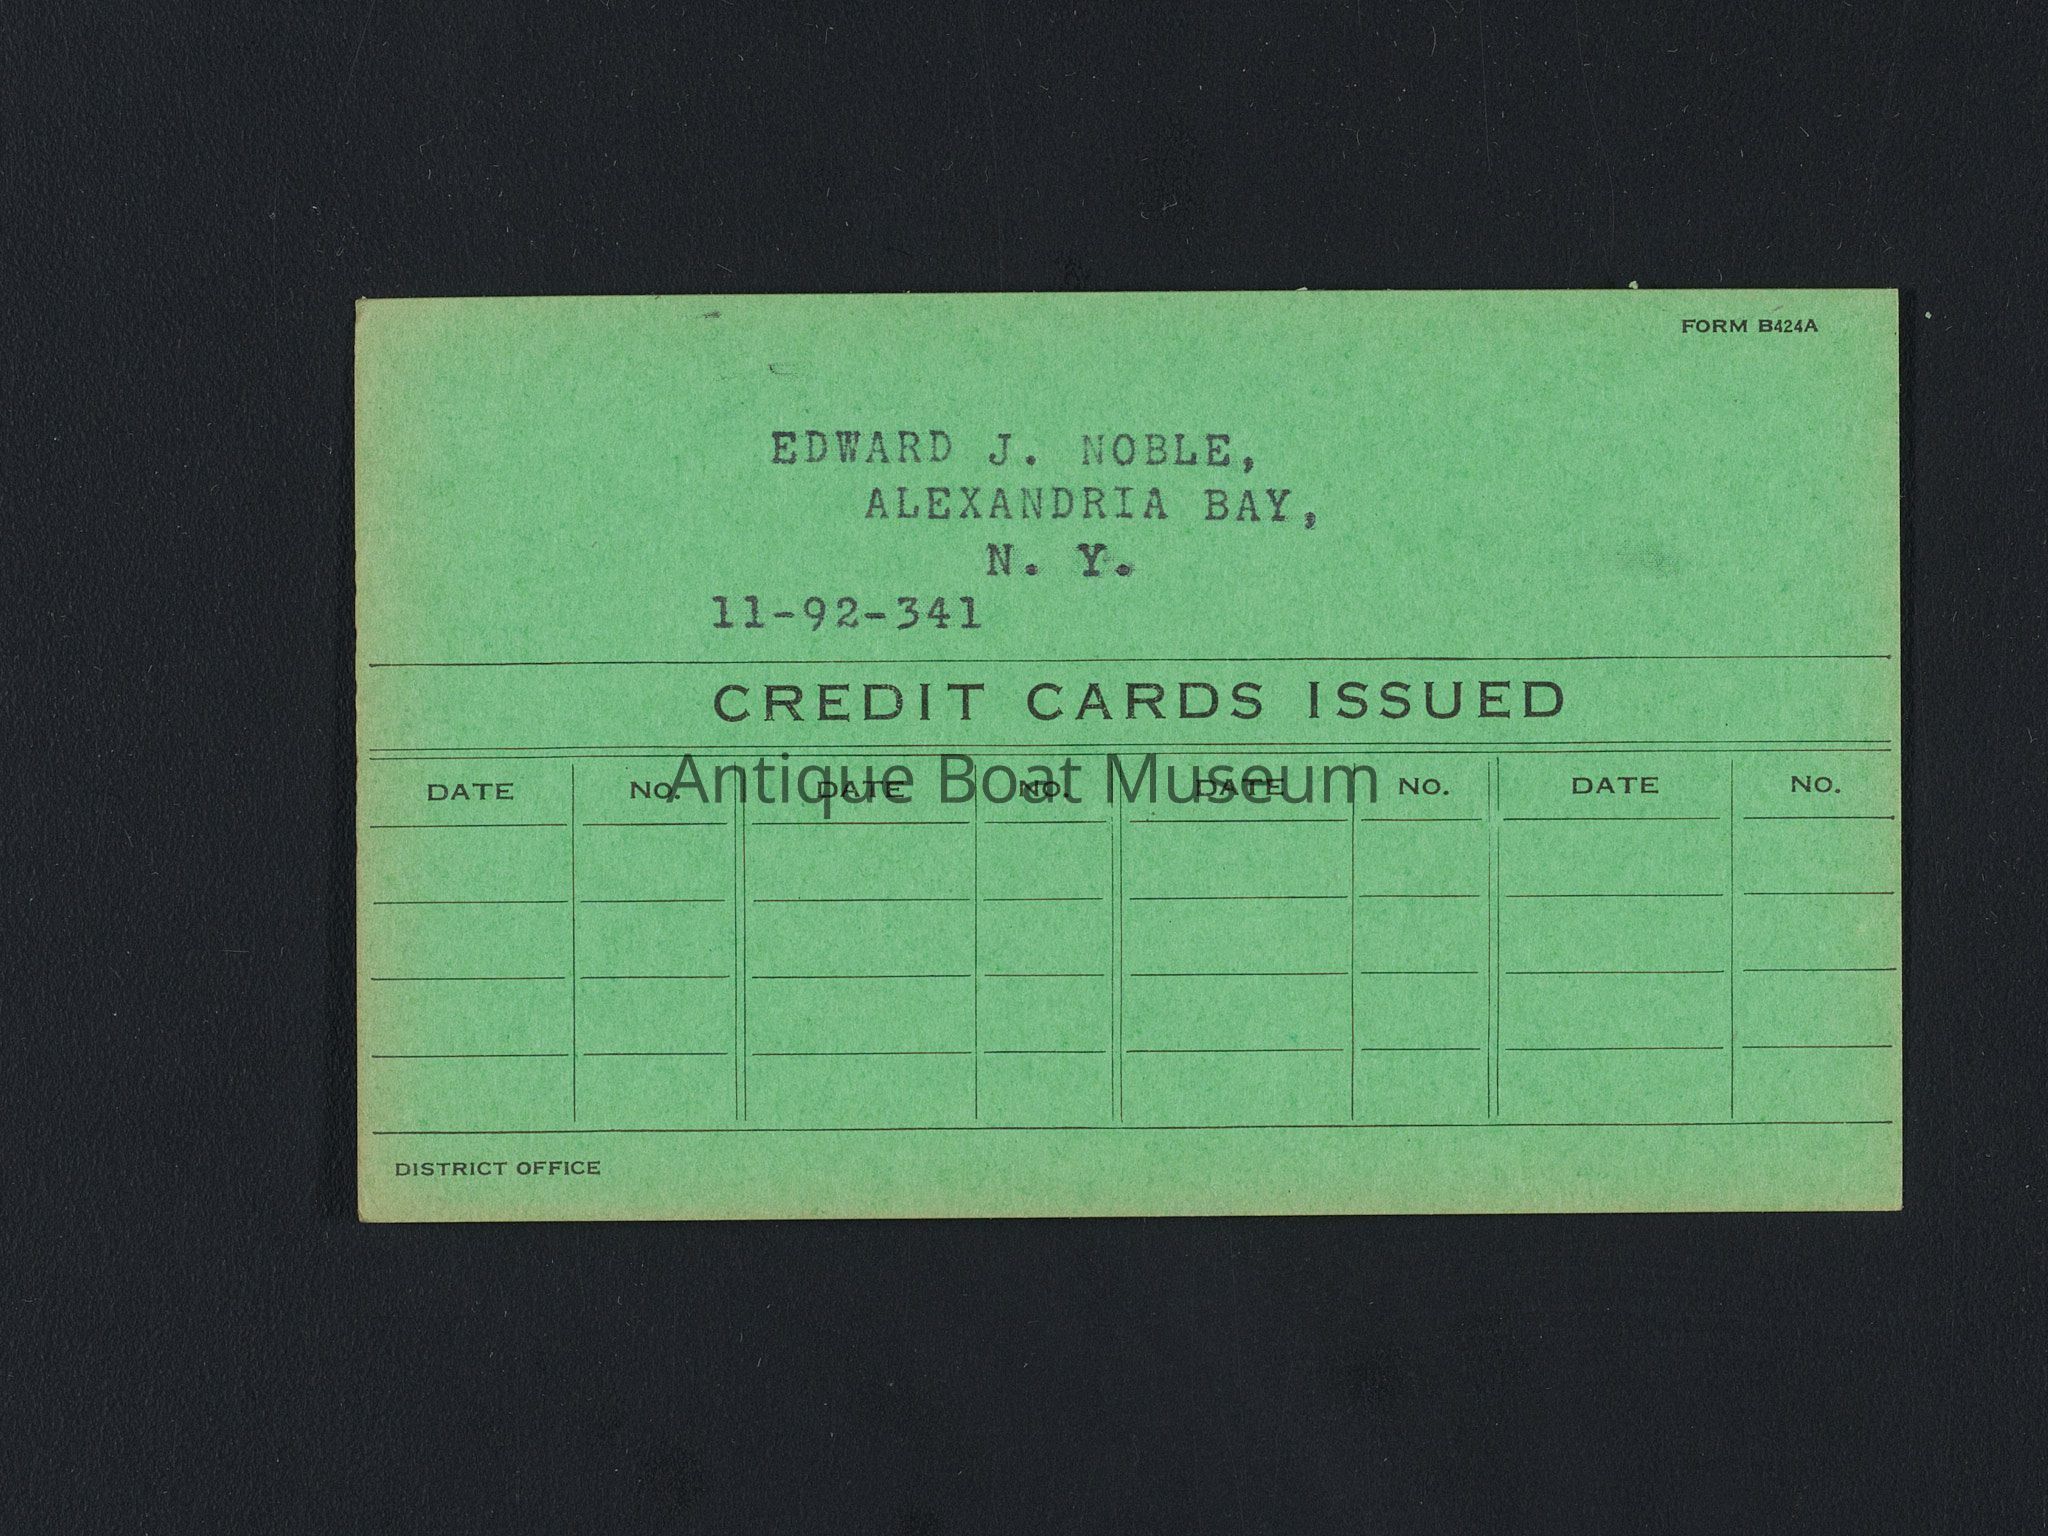 FORM B424A
EDWARD J. NOBLE,
ALEXANDRIA BAY,
N. Y.
11-92-341
CREDIT CARDS ISSUED
Antique Boat Museum
DATE NO. DATE NO. DATE NO. DATE NO.
DISTRICT OFFICE